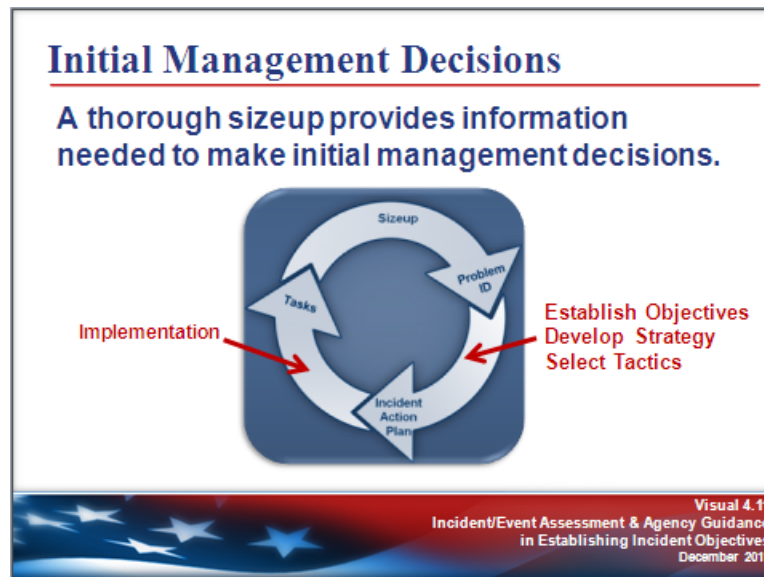 Initial Management Decisions
A thorough sizeup provides information
needed to make initial management decisions.
Sizeup
Problem
ID
Tasks
Implementation
Establish Objectives
Develop Strategy
Select Tactics
Incident
Action
Plan
Visual 4.1
Incident/Event Assessment & Agency Guidance
in Establishing Incident Objectives
December 201